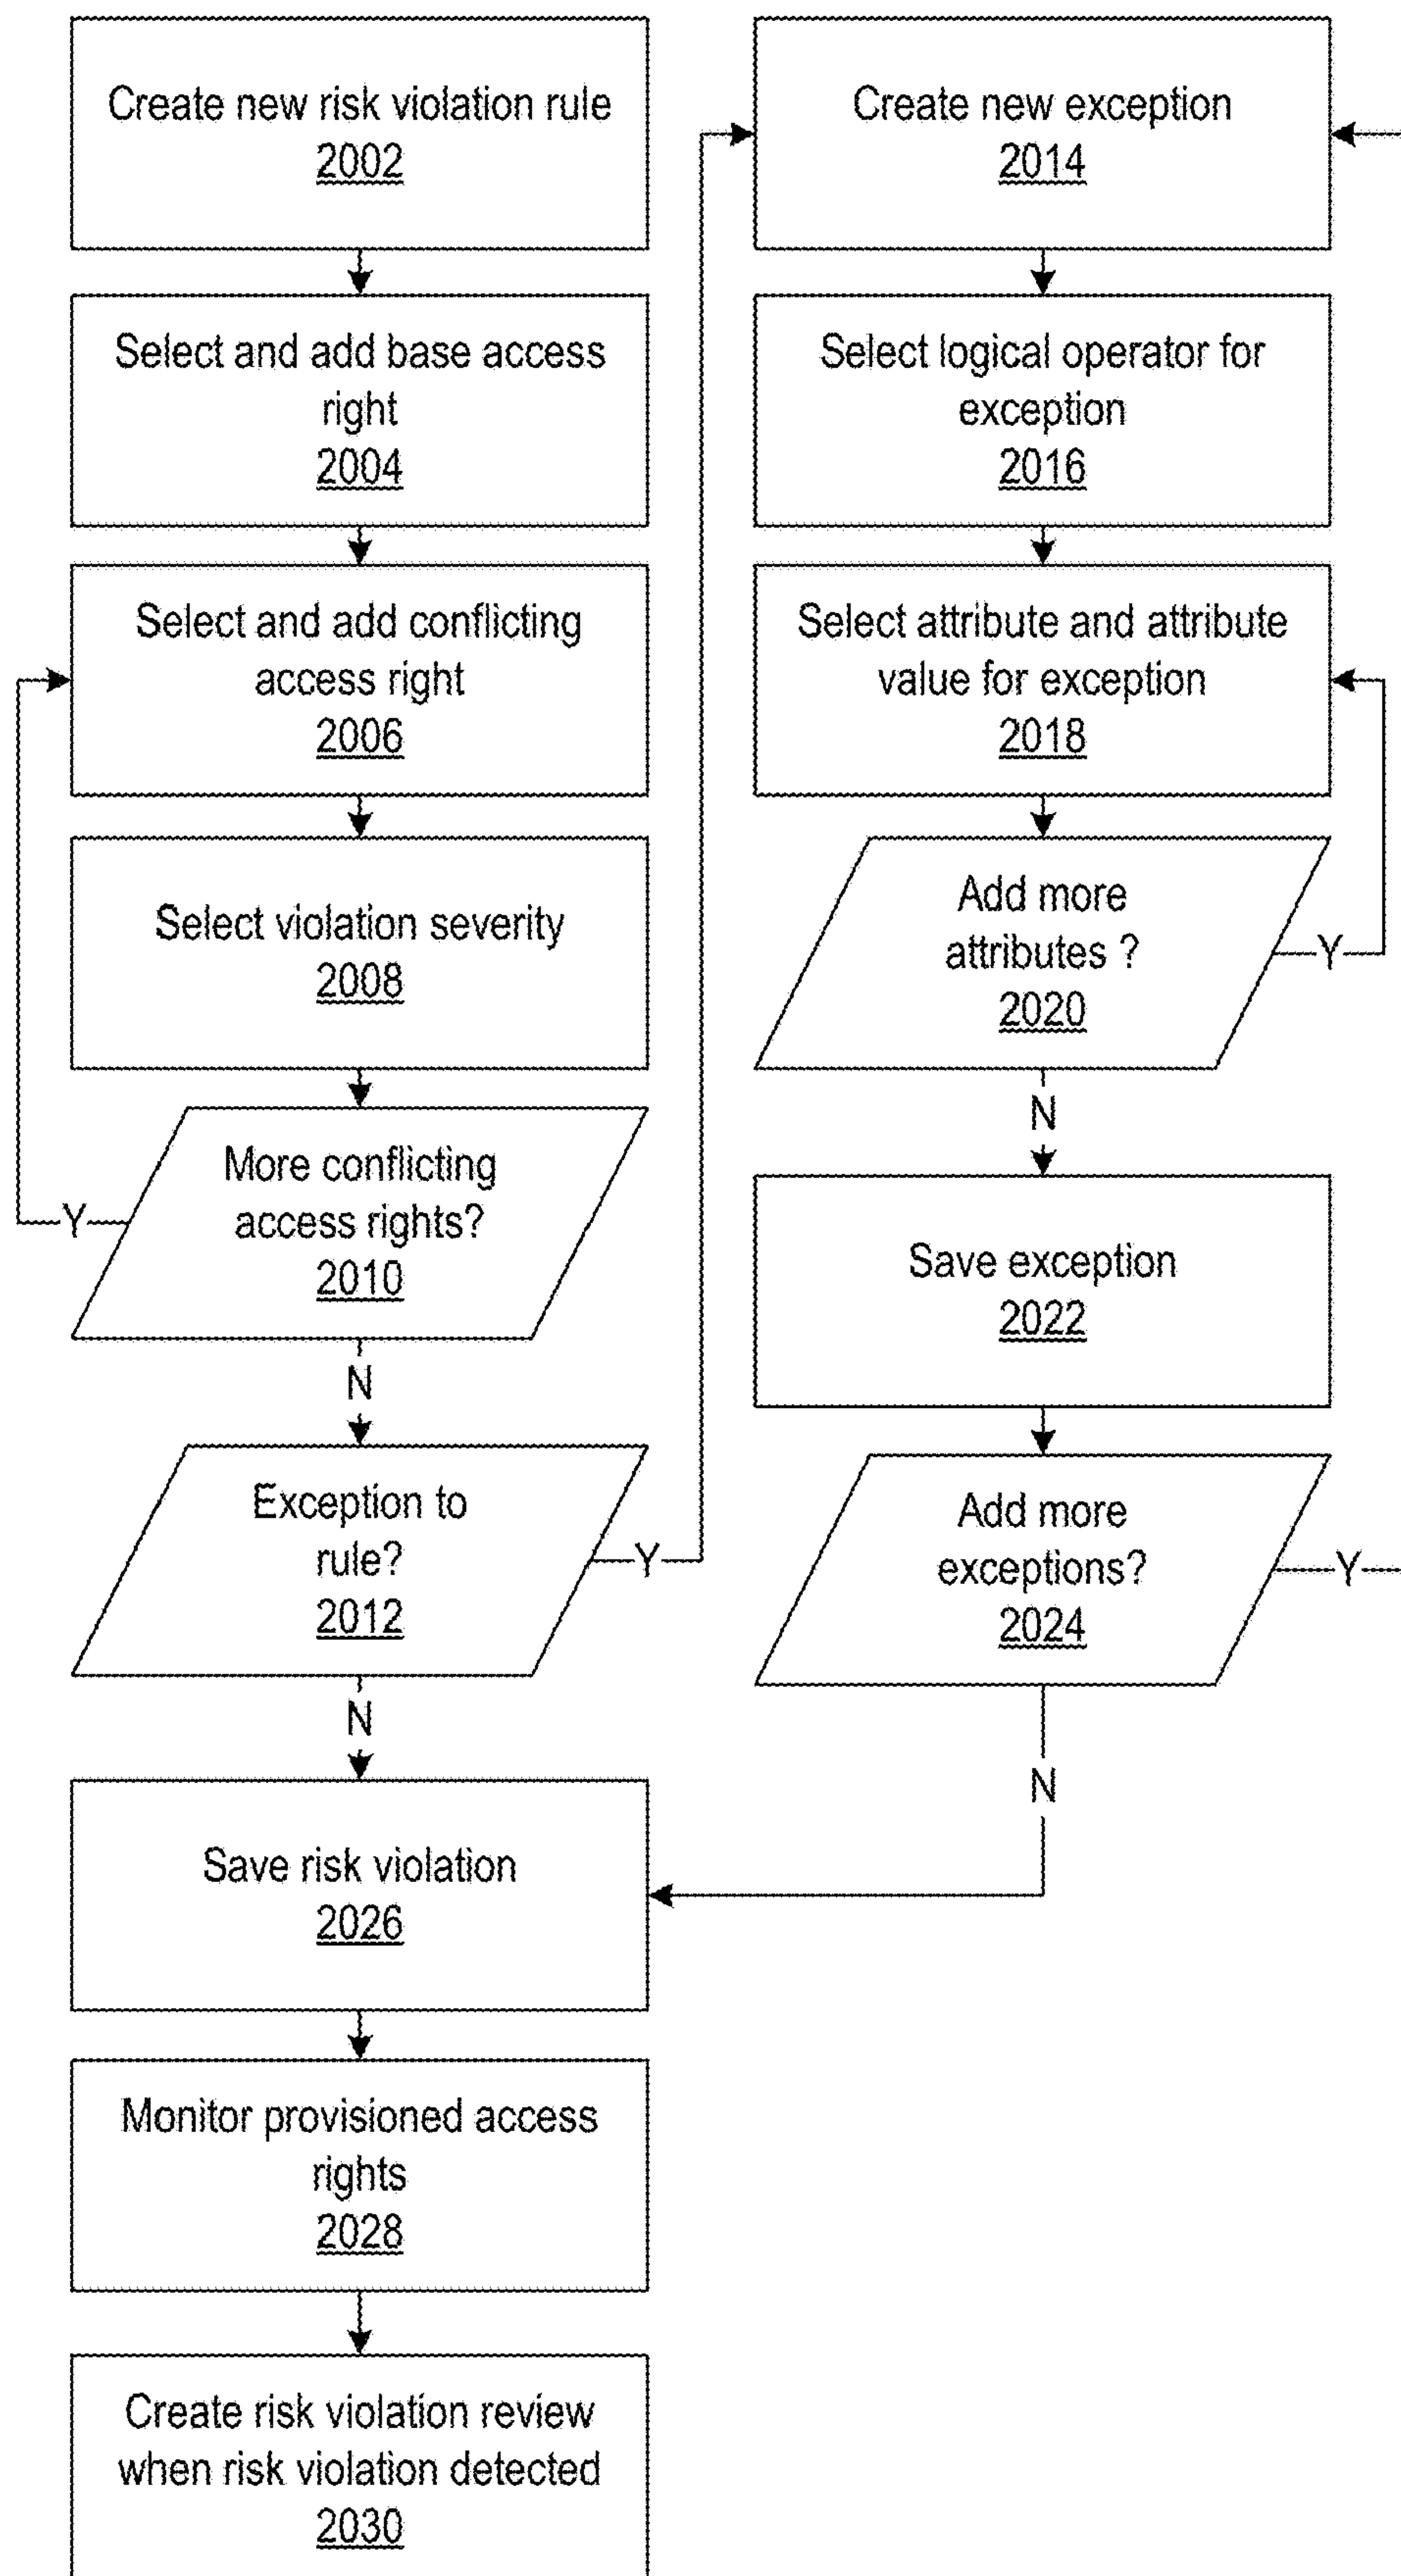 Create new risk violation rule
2002
Select and add base access
right
2004
Select and add conflicting
access right
2006
Select violation severity
2008
More conflicting
access rights?
2010
Y
N
Exception to
rule?
2012
Y
N
Save risk violation
2026
Monitor provisioned access
rights
2028
Create risk violation review
when risk violation detected
2030
Create new exception
2014
Select logical operator for
exception
2016
Select attribute and attribute
value for exception
2018
Add more
attributes ?
2020
Y
N
Save exception
2022
Add more
exceptions?
2024
Y
N